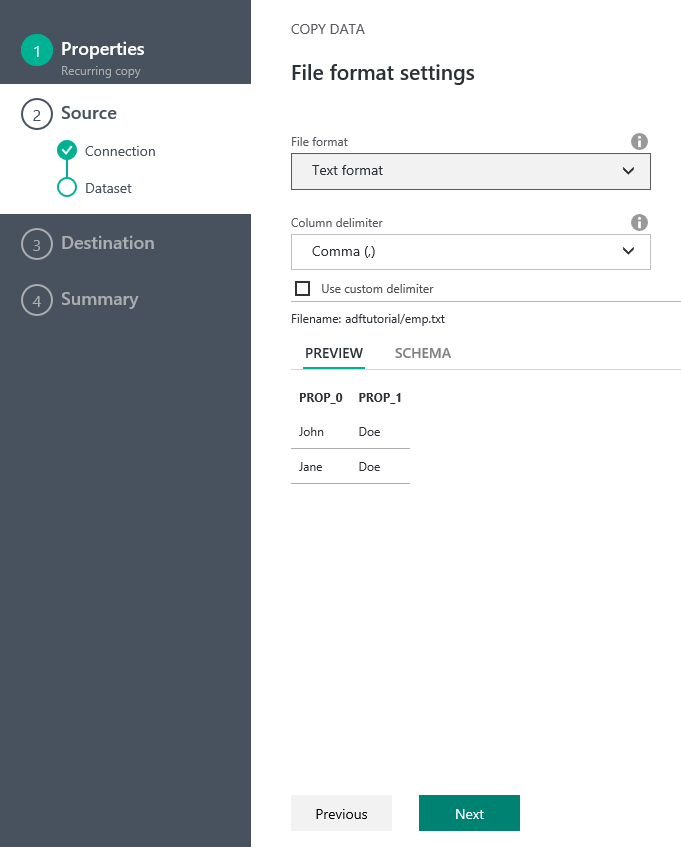 1
Properties
Recurring copy
2
Source
Connection
Dataset
3
Destination
4
Summary
COPY DATA
File format settings
File format
Text format
Column delimiter
Comma (,)
Use custom delimiter
Filename: adftutorial/emp.txt
PREVIEW SCHEMA
PROP_0 PROP_1
John Doe
Jane Doe
Previous Next